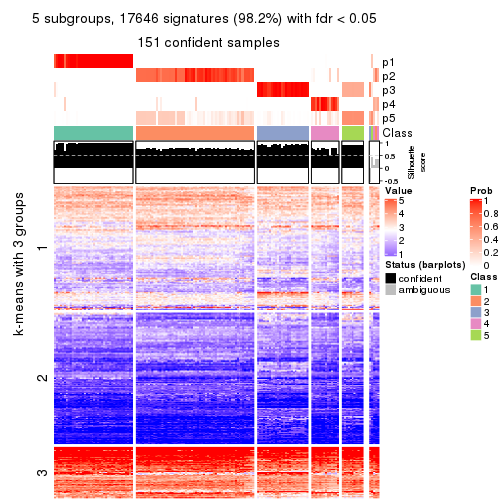 5 subgroups, 17646 signatures (98.2%) with fdr < 0.05
151 confident samples
p1
p2
p3
p4
p5
Class
1
0.5
0
-0.5
Silhouette
score
k-means with 3 groups
1
2
3
Value
5
4
3
2
1
Status (barplots)
confident
ambiguous
Prob
1
0.8
0.6
0.4
0.2
0
Class
1
2
3
4
5